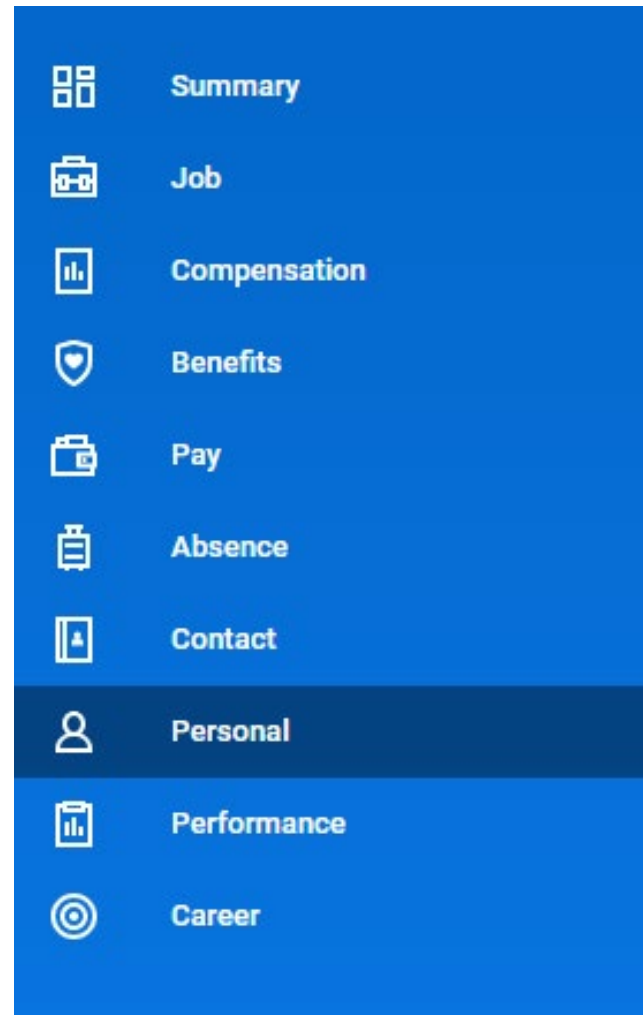 Summary
Job
Compensation
Benefits
Pay
Absence
Contact
Personal
Performance
Career